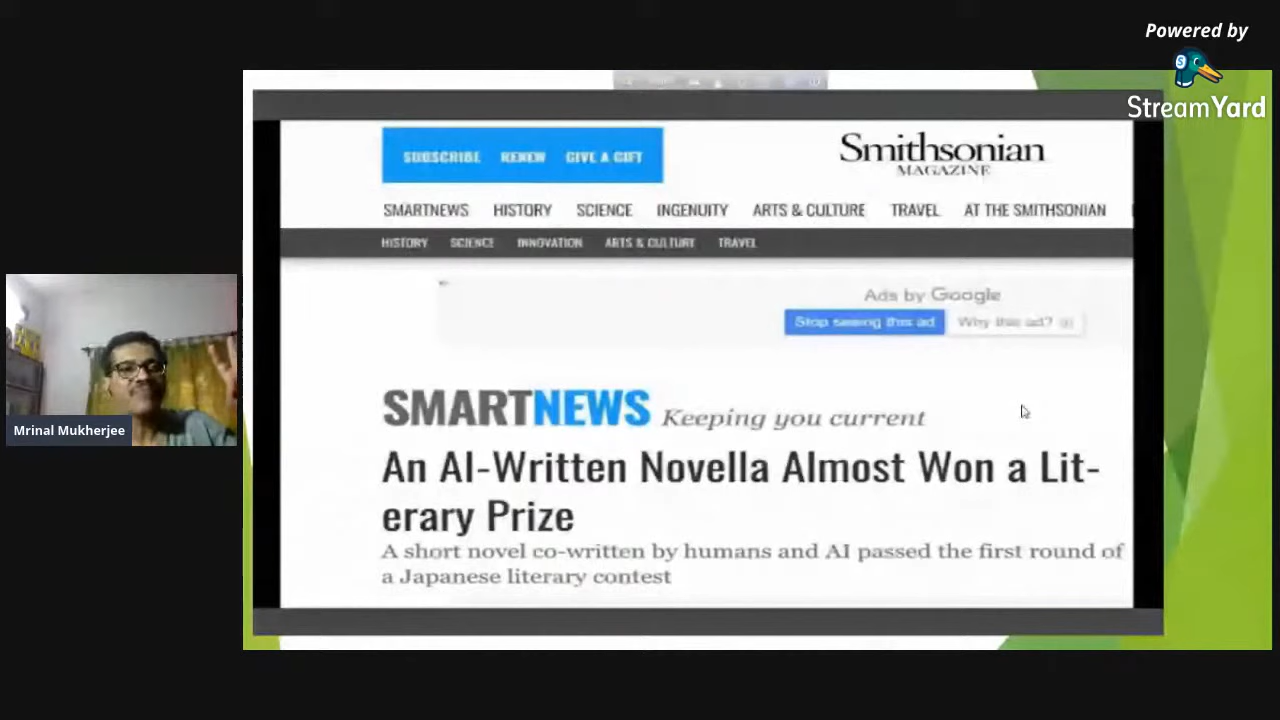 Powered by
StreamYard
SUBSCRIBE RENEW GIVE A GIFT
Smithsonian
MAGAZINE
SMARTNEWS HISTORY SCIENCE INGENUITY ARTS & CULTURE TRAVEL AT THE SMITHSONIAN
HISTORY SCIENCE INNOVATION ARTS & CULTURE TRAVEL
Ads by Google
Stop seeing this ad Why this ad?
SMARTNEWS Keeping you current
An AI-Written Novella Almost Won a Lit-
erary Prize
A short novel co-written by humans and AI passed the first round of
a Japanese literary contest
Mrinal Mukherjee